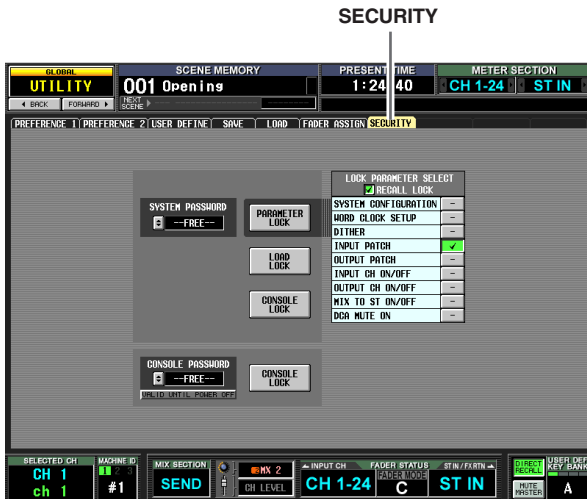 SECURITY
GLOBAL
UTILITY
BACK FORWARD
SCENE MEMORY
001 Opening
NEXT SCENE
PRESENT TIME
1:24 40
METER SECTION
CH 1-24 ST IN
PREFERENCE 1 PREFERENCE 2 USER DEFINE SAVE LOAD FADER ASSIGN SECURITY
SYSTEM PASSWORD
--FREE--
PARAMETER LOCK
LOAD LOCK
CONSOLE LOCK
LOCK PARAMETER SELECT
RECALL LOCK
SYSTEM CONFIGURATION -
WORD CLOCK SETUP -
DITHER -
INPUT PATCH
OUTPUT PATCH -
INPUT CH ON/OFF -
OUTPUT CH ON/OFF -
MIX TO ST ON/OFF -
DCA MUTE ON -
CONSOLE PASSWORD
--FREE--
VALID UNTIL POWER OFF
CONSOLE LOCK
SELECTED CH
CH 1
ch 1
MACHINE ID
1 2 3
#1
MIX SECTION
SEND
MX 2
CH LEVEL
INPUT CH FADER STATUS ST IN / FX RTN
CH 1-24 FADER MODE C ST IN
DIRECT RECALL
MUTE MASTER
USER DEF
KEY BANK
A